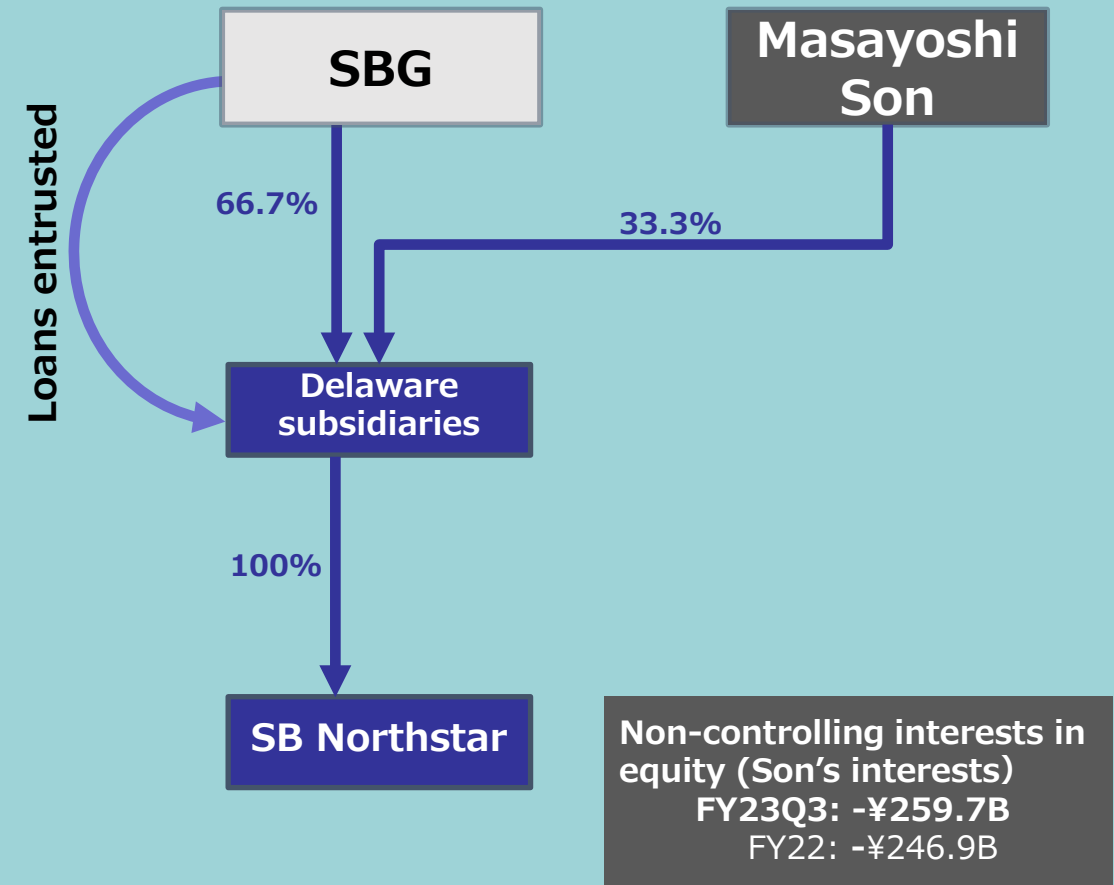 SBG
Masayoshi
Son
Loans entrusted
66.7%
33.3%
Delaware
subsidiaries
100%
SB Northstar
Non-controlling interests in
equity (Son’s interests)
FY23Q3: -¥259.7B
FY22: -¥246.9B